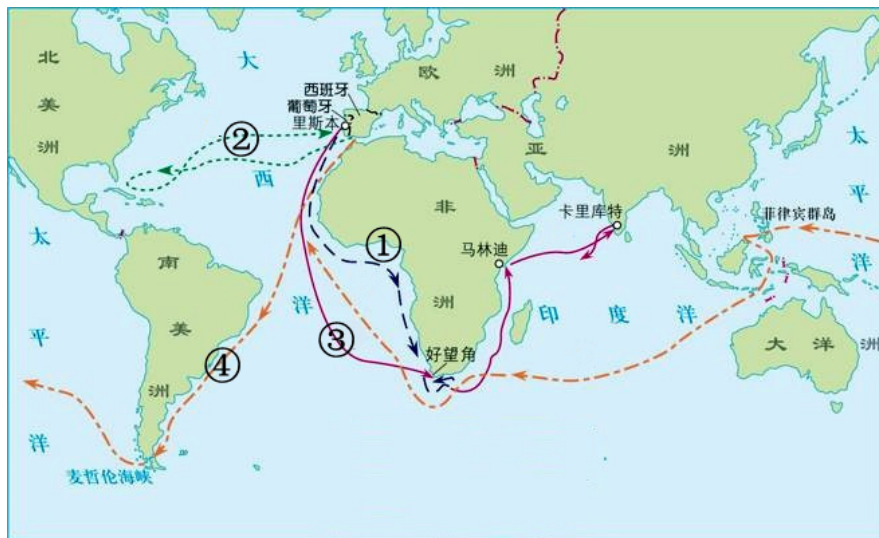 北
美
洲
大
西
洋
欧
洲
西班牙
葡萄牙
里斯本
亚
洲
太
平
洋
②
非
洲
①
卡里库特
菲律宾群岛
马林迪
太
平
洋
南
美
洲
③
④
印度洋
好望角
大洋洲
麦哲伦海峡